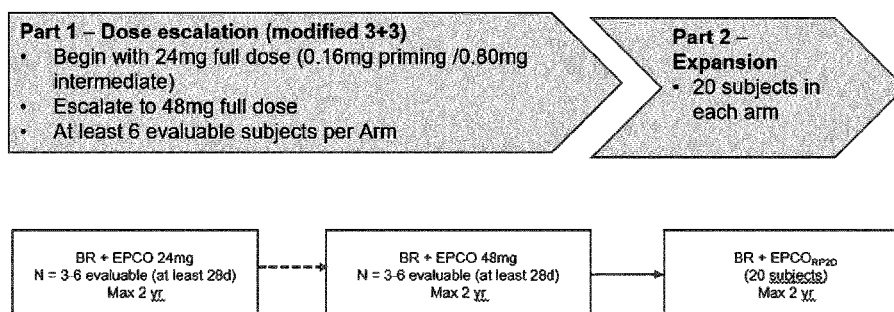 Part 1 – Dose escalation (modified 3+3)
• Begin with 24mg full dose (0.16mg priming /0.80mg
intermediate)
• Escalate to 48mg full dose
• At least 6 evaluable subjects per Arm
Part 2 –
Expansion
• 20 subjects in
each arm
BR + EPCO 24mg
N = 3-6 evaluable (at least 28d)
Max 2 yr
BR + EPCO 48mg
N = 3-6 evaluable (at least 28d)
Max 2 yr
BR + EPCO RP2D
(20 subjects)
Max 2 yr